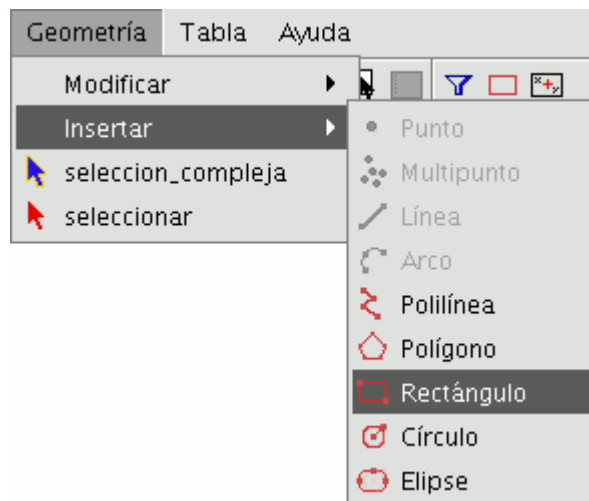 Geometría Tabla Ayuda
Modificar
Insertar
seleccion_compleja
seleccionar
Punto
Multipunto
Línea
Arco
Polilínea
Polígono
Rectángulo
Círculo
Elipse